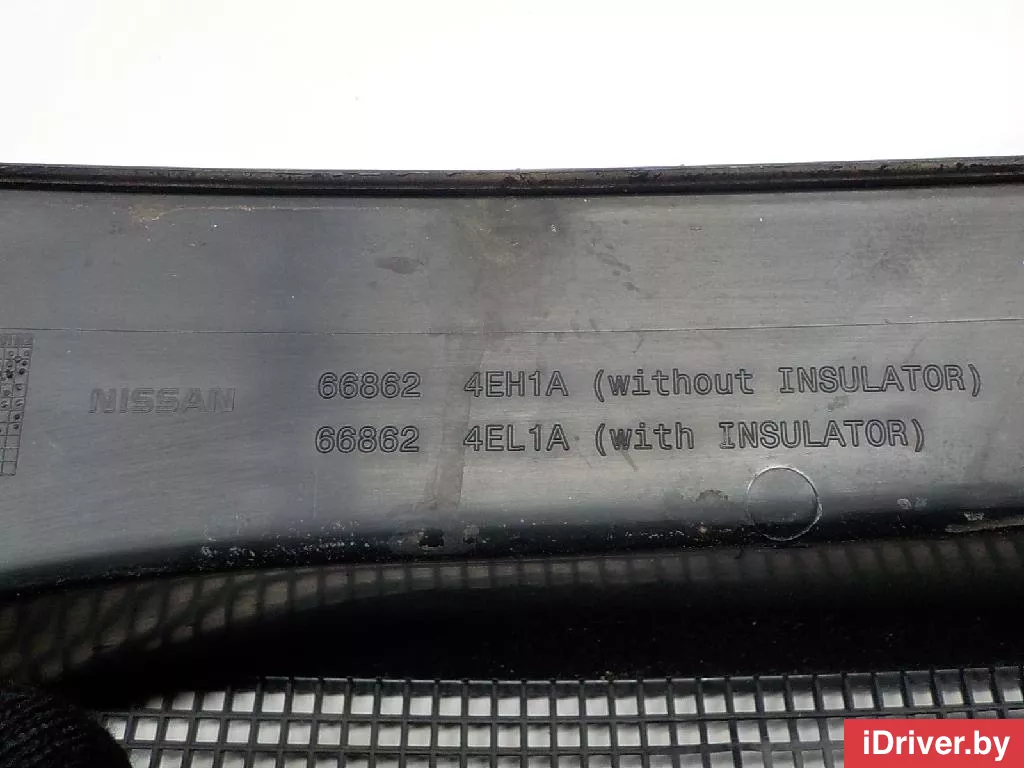 NISSAN 66862 4EH1A (without INSULATOR)
66862 4EL1A (with INSULATOR)
iDriver.by